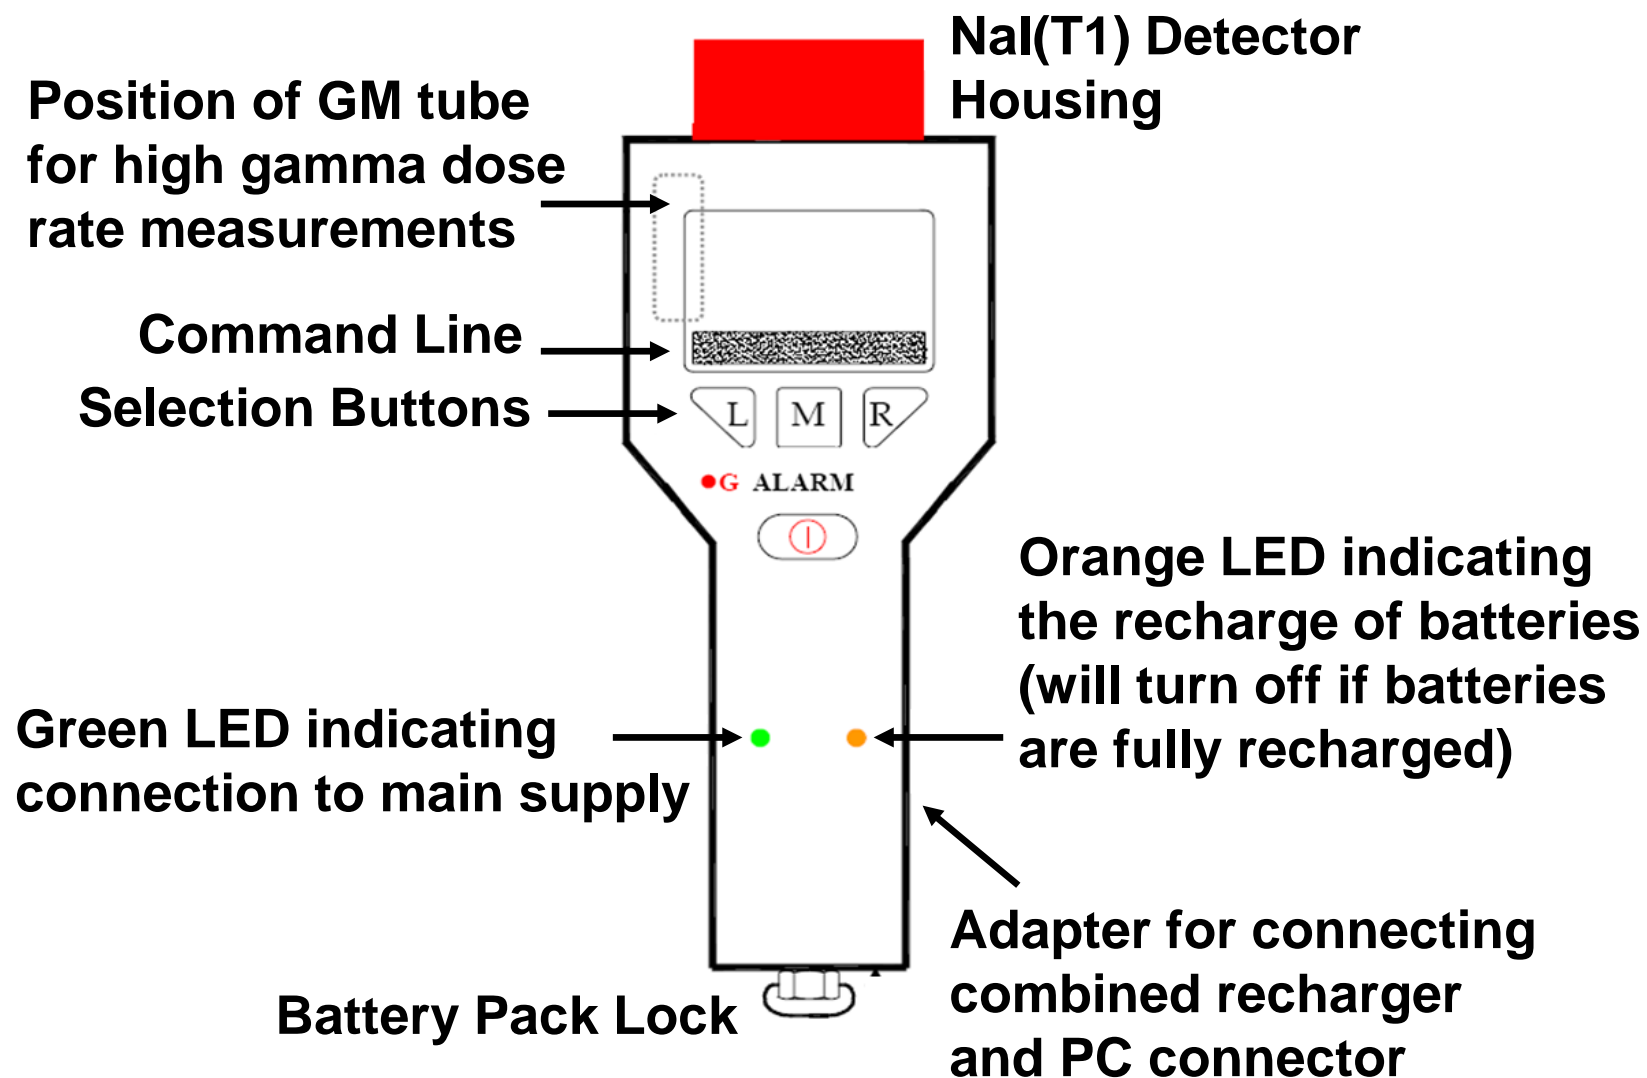 NaI(T1) Detector
Housing
Position of GM tube
for high gamma dose
rate measurements
Command Line
Selection Buttons
L M R
G ALARM
Orange LED indicating
the recharge of batteries
(will turn off if batteries
are fully recharged)
Green LED indicating
connection to main supply
Adapter for connecting
combined recharger
and PC connector
Battery Pack Lock